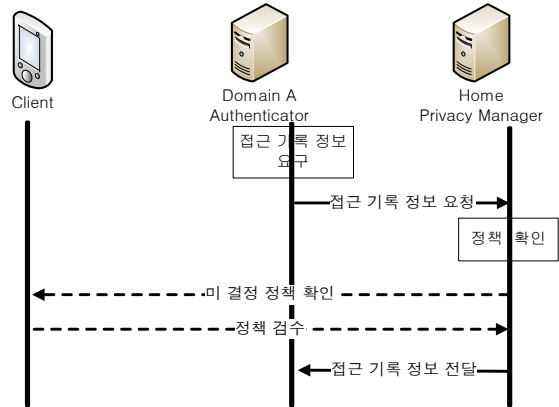 Client
Domain A
Authenticator
Home
Privacy Manager
접근 기록 정보
요구
접근 기록 정보 요청
정책 확인
미 결정 정책 확인
정책 검수
접근 기록 정보 전달